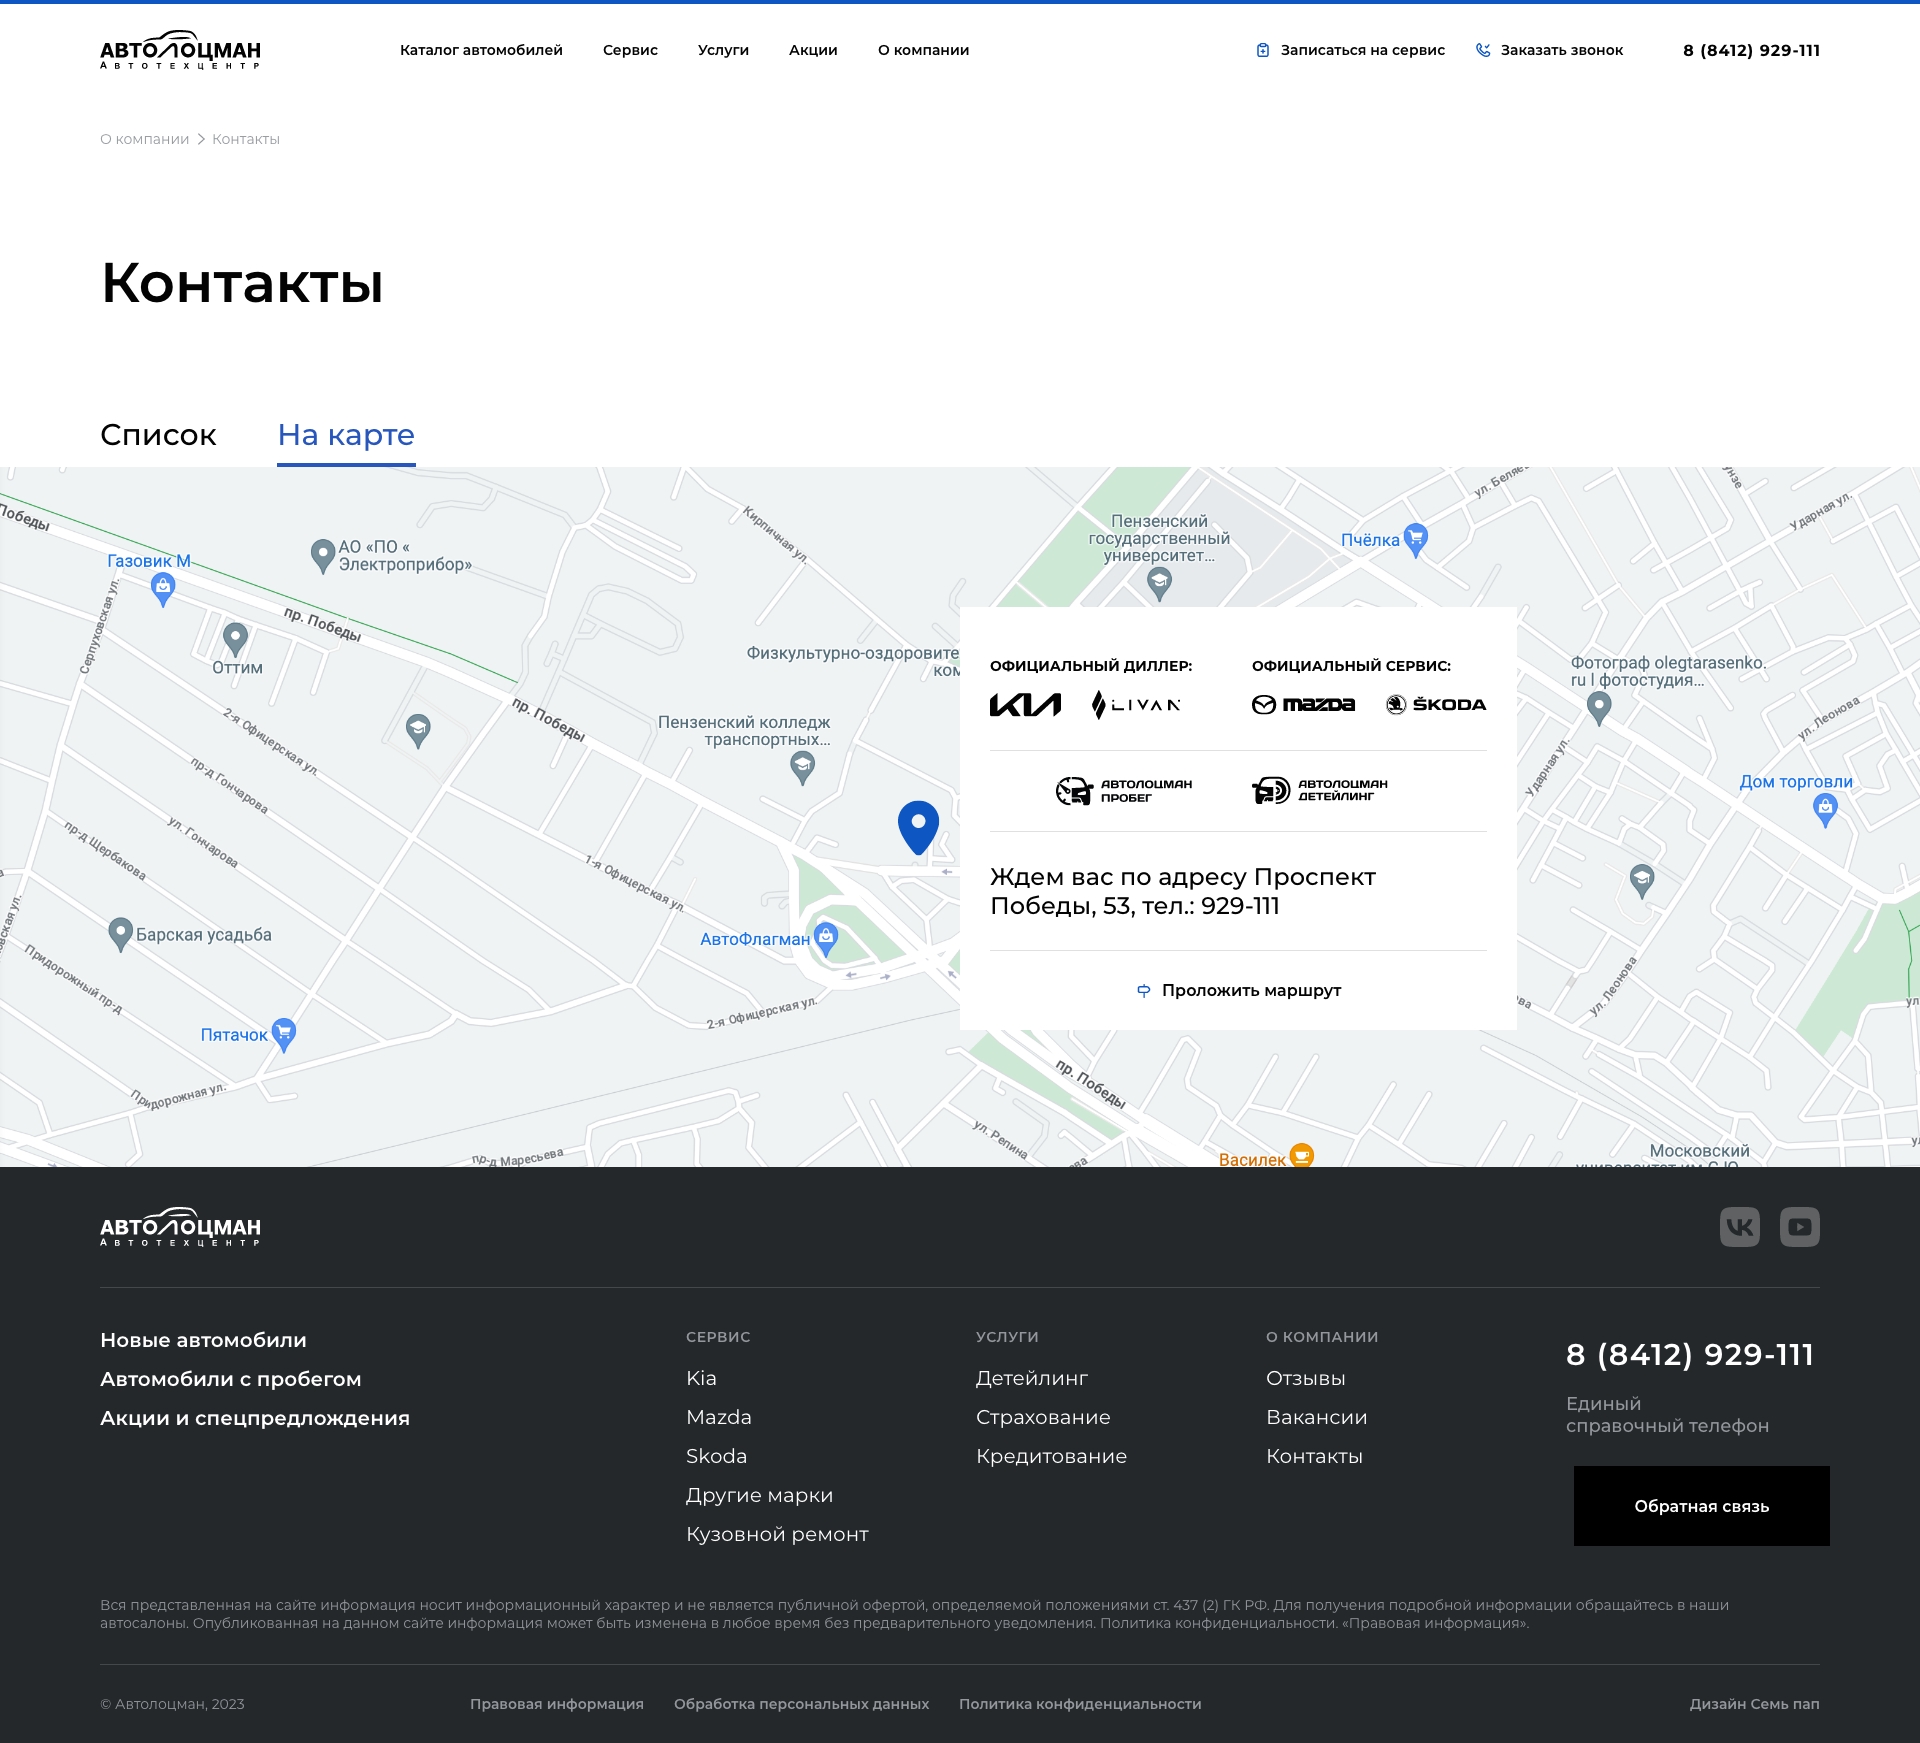 АВТОЛОЦМАН
Автотехцентр
Каталог автомобилей
Сервис
Услуги
Акции
О компании
Записаться на сервис
Заказать звонок
8 (8412) 929-111
О компании
Контакты
Контакты
Список
На карте
Победы
Газовик М
АО «ПО «
Электроприбор»
Серпуховская ул.
пр. Победы
Оттим
2-я Офицерская ул.
пр-д Гончарова
ул. Гончарова
пр-д Щербакова
Барская усадьба
Придорожный пр-д
Пятачок
Придорожная ул.
Кирпичная ул.
Физкультурно-оздоровите
ком
пр. Победы
Пензенский колледж
транспортных...
1-я Офицерская ул.
АвтоФлагман
2-я Офицерская ул.
пр-д Маресьева
Пензенский
государственный
университет...
Пчёлка
ул. Беляев
Ударная ул.
Фотограф olegtarasenko.
ru | фотостудия...
ул. Леонова
Ударная ул.
Дом торговли
ул. Леонова
ОФИЦИАЛЬНЫЙ ДИЛЛЕР:
ОФИЦИАЛЬНЫЙ СЕРВИС:
KIA
LIVAN
mazda
ŠKODA
АВТОЛОЦМАН
ПРОБЕГ
АВТОЛОЦМАН
ДЕТЕЙЛИНГ
Ждем вас по адресу Проспект
Победы, 53, тел.: 929-111
Проложить маршрут
пр. Победы
ул. Репина
Василек
Московский
АВТОЛОЦМАН
Автотехцентр
Новые автомобили
Автомобили с пробегом
Акции и спецпредлождения
СЕРВИС
Kia
Mazda
Skoda
Другие марки
Кузовной ремонт
УСЛУГИ
Детейлинг
Страхование
Кредитование
О КОМПАНИИ
Отзывы
Вакансии
Контакты
8 (8412) 929-111
Единый
справочный телефон
Обратная связь
Вся представленная на сайте информация носит информационный характер и не является публичной офертой, определяемой положениями ст. 437 (2) ГК РФ. Для получения подробной информации обращайтесь в наши
автосалоны. Опубликованная на данном сайте информация может быть изменена в любое время без предварительного уведомления. Политика конфиденциальности. «Правовая информация».
© Автолоцман, 2023
Правовая информация
Обработка персональных данных
Политика конфиденциальности
Дизайн Семь пап